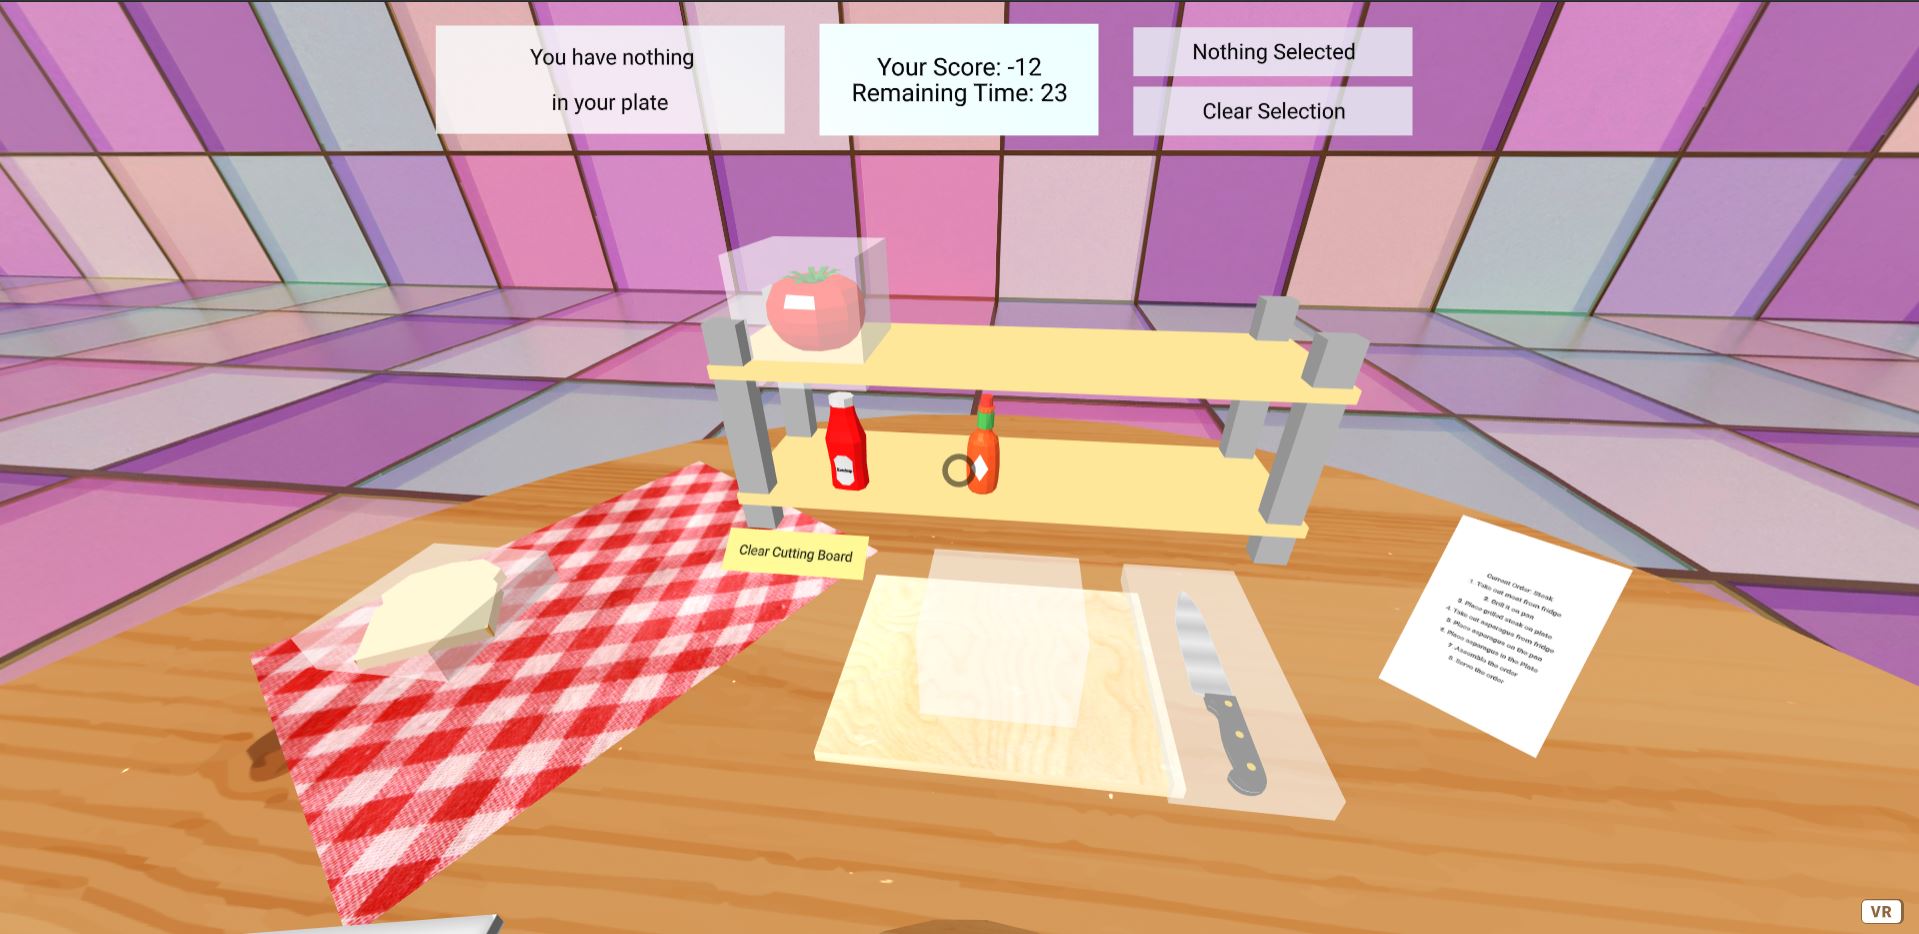 You have nothing
in your plate
Your Score: -12
Remaining Time: 23
Nothing Selected
Clear Selection
Ketchup
Clear Cutting Board
Current Order: Steak
1. Take out meat from fridge
2. Grill it on pan
3. Place grilled steak on plate
4. Take out asparagus from fridge
5. Place asparagus on the pan
6. Place asparagus in the Plate
7. Assemble the order
8. Serve the order
VR